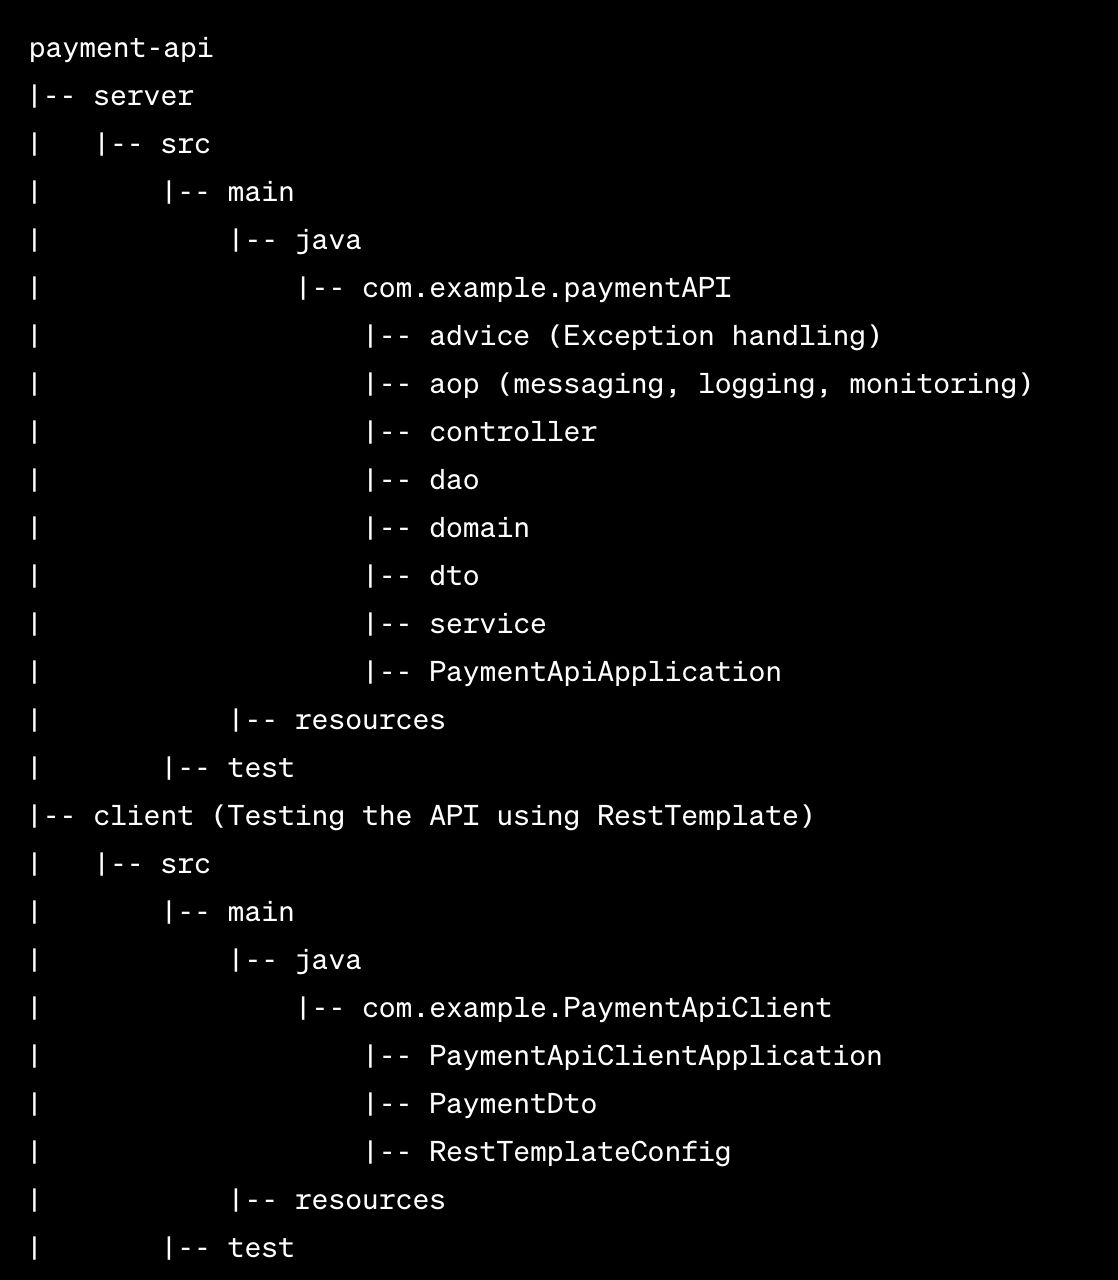 payment-api
|-- server
|   |-- src
|       |-- main
|           |-- java
|               |-- com.example.paymentAPI
|                   |-- advice (Exception handling)
|                   |-- aop (messaging, logging, monitoring)
|                   |-- controller
|                   |-- dao
|                   |-- domain
|                   |-- dto
|                   |-- service
|                   |-- PaymentApiApplication
|           |-- resources
|       |-- test
|-- client (Testing the API using RestTemplate)
|   |-- src
|       |-- main
|           |-- java
|               |-- com.example.PaymentApiClient
|                   |-- PaymentApiClientApplication
|                   |-- PaymentDto
|                   |-- RestTemplateConfig
|           |-- resources
|       |-- test